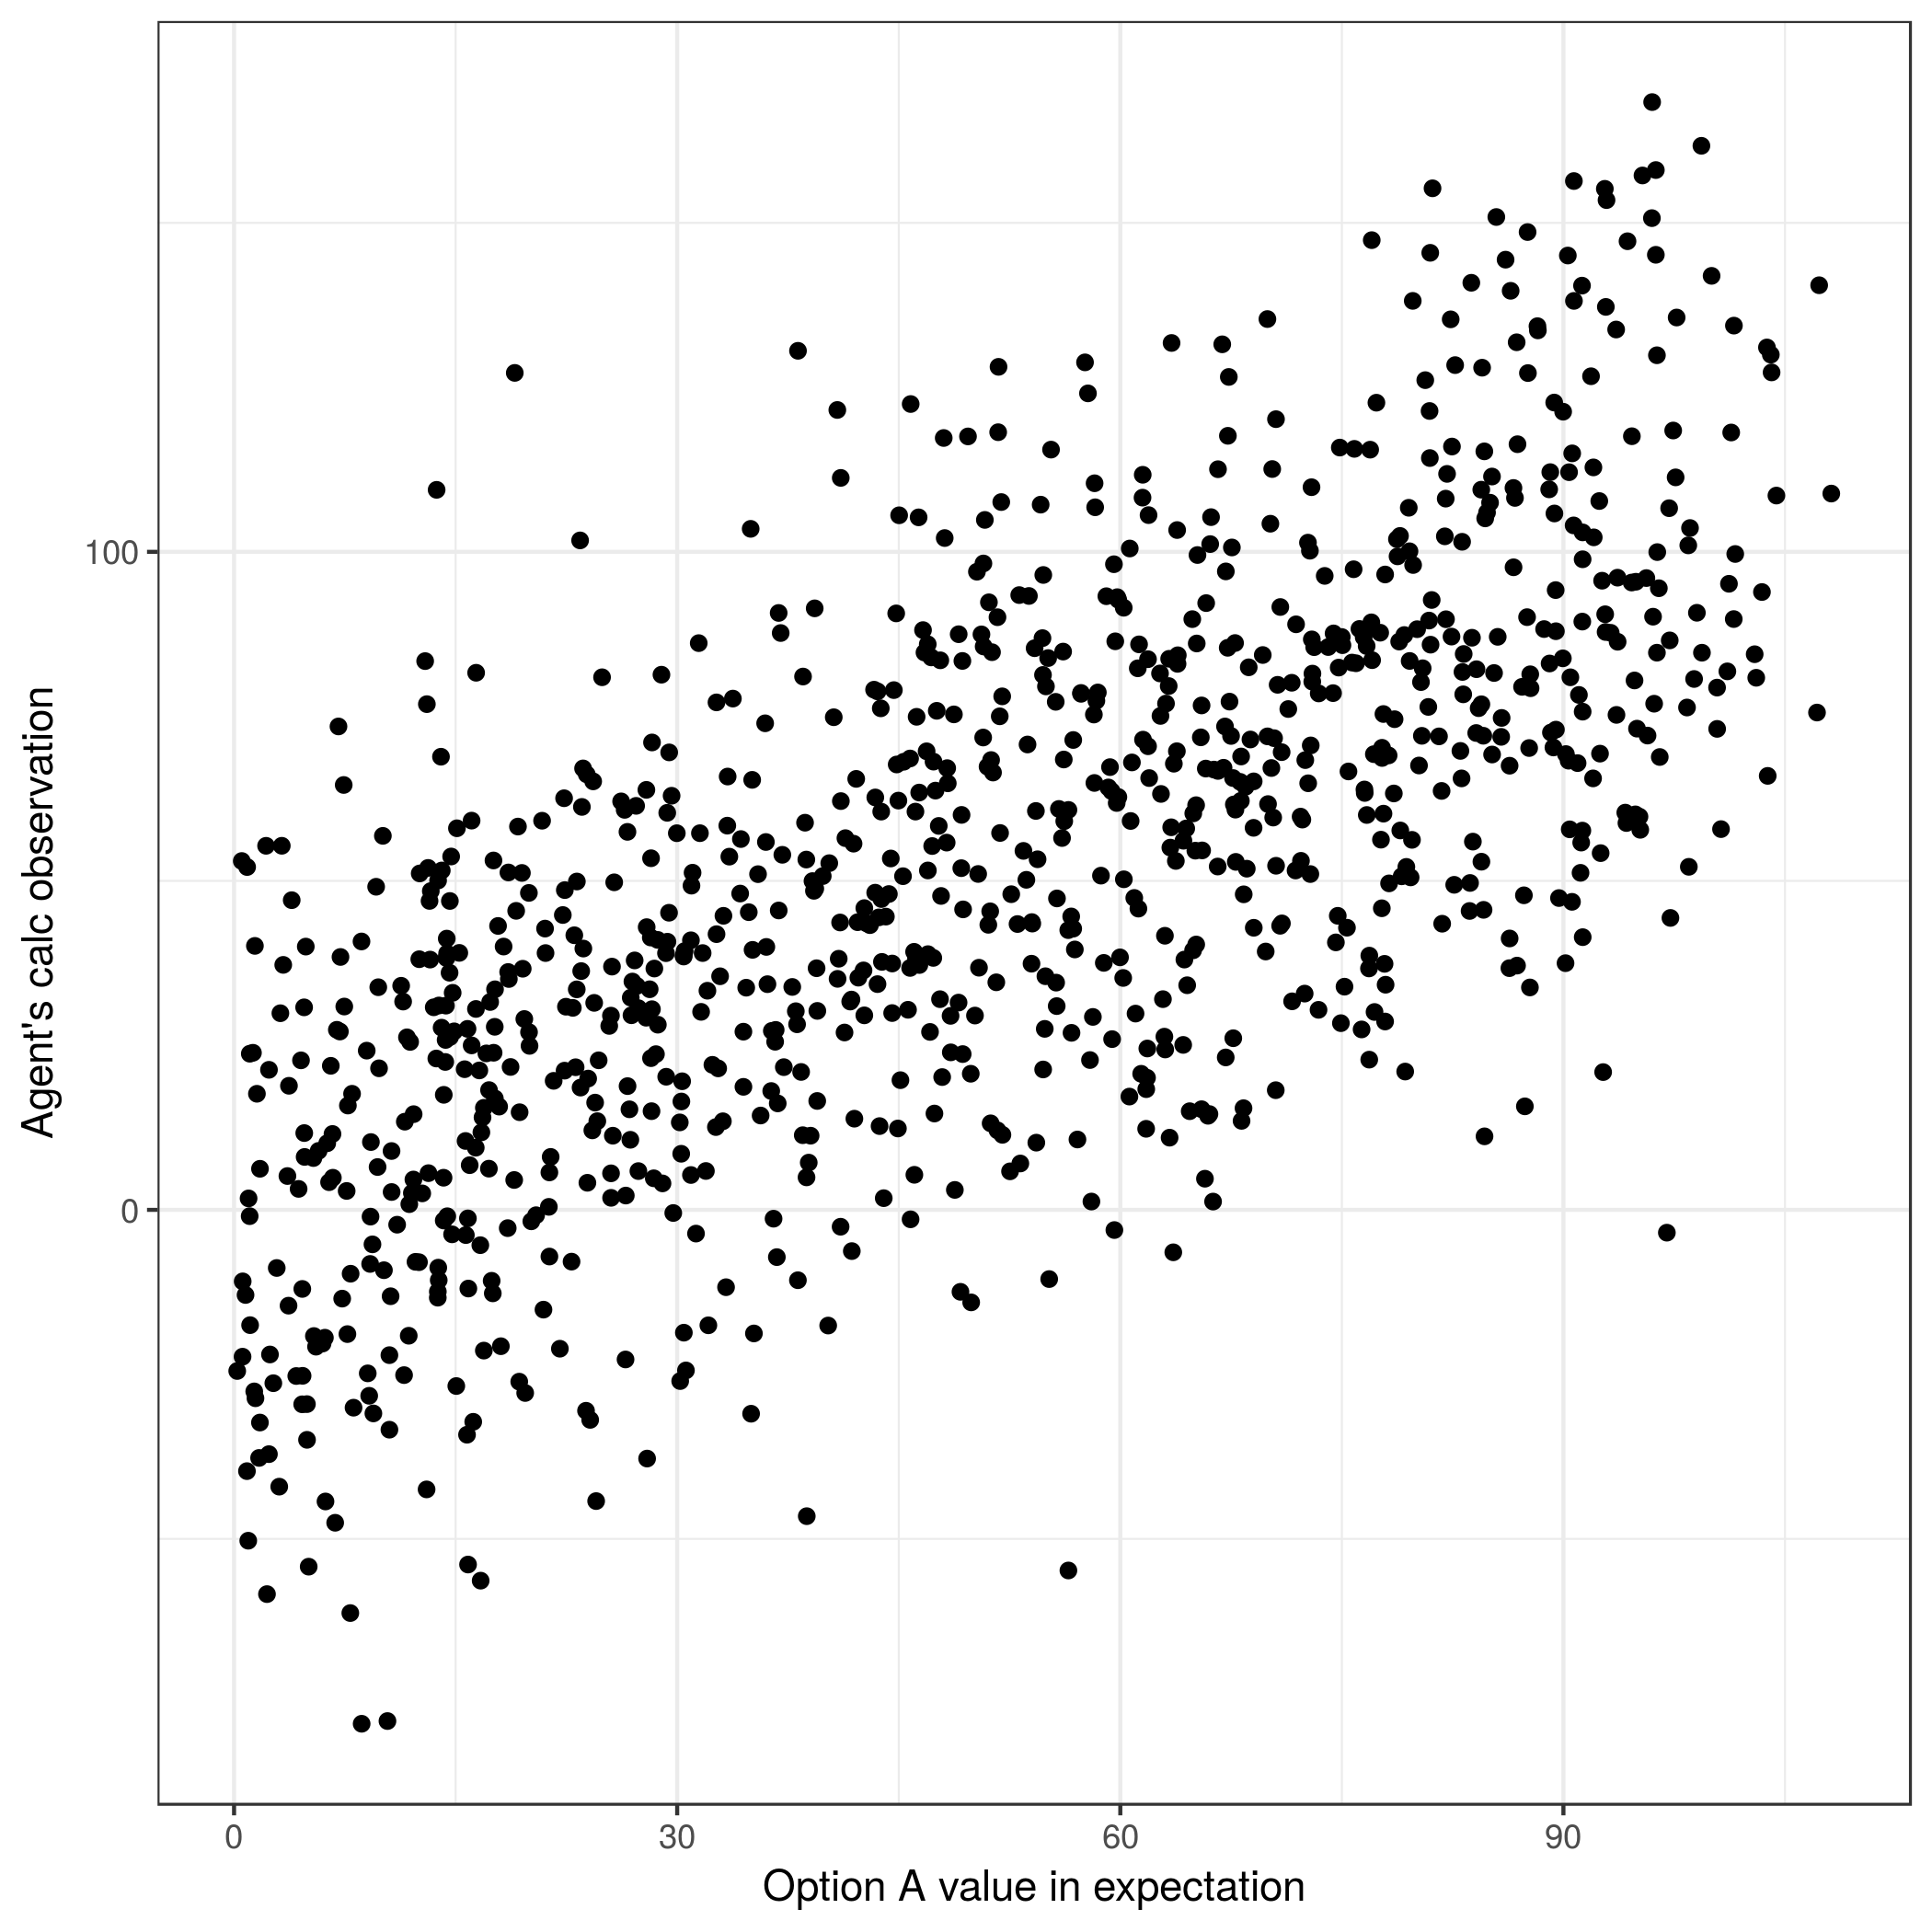 Agent's calc observation
100
0
0 30 60 90
Option A value in expectation